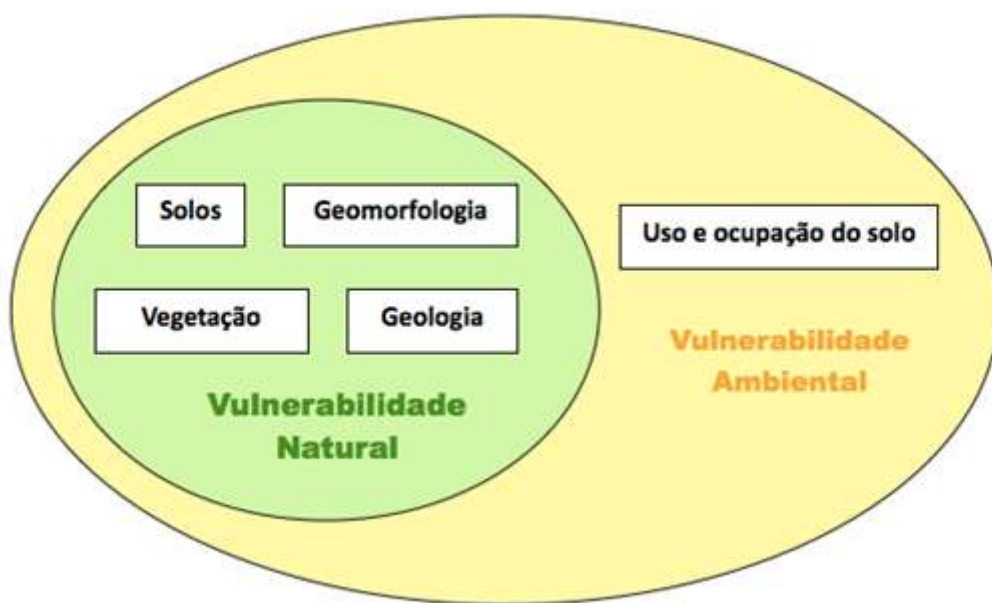 Solos
Geomorfologia
Vegetação
Geologia
Vulnerabilidade
Natural
Uso e ocupação do solo
Vulnerabilidade
Ambiental